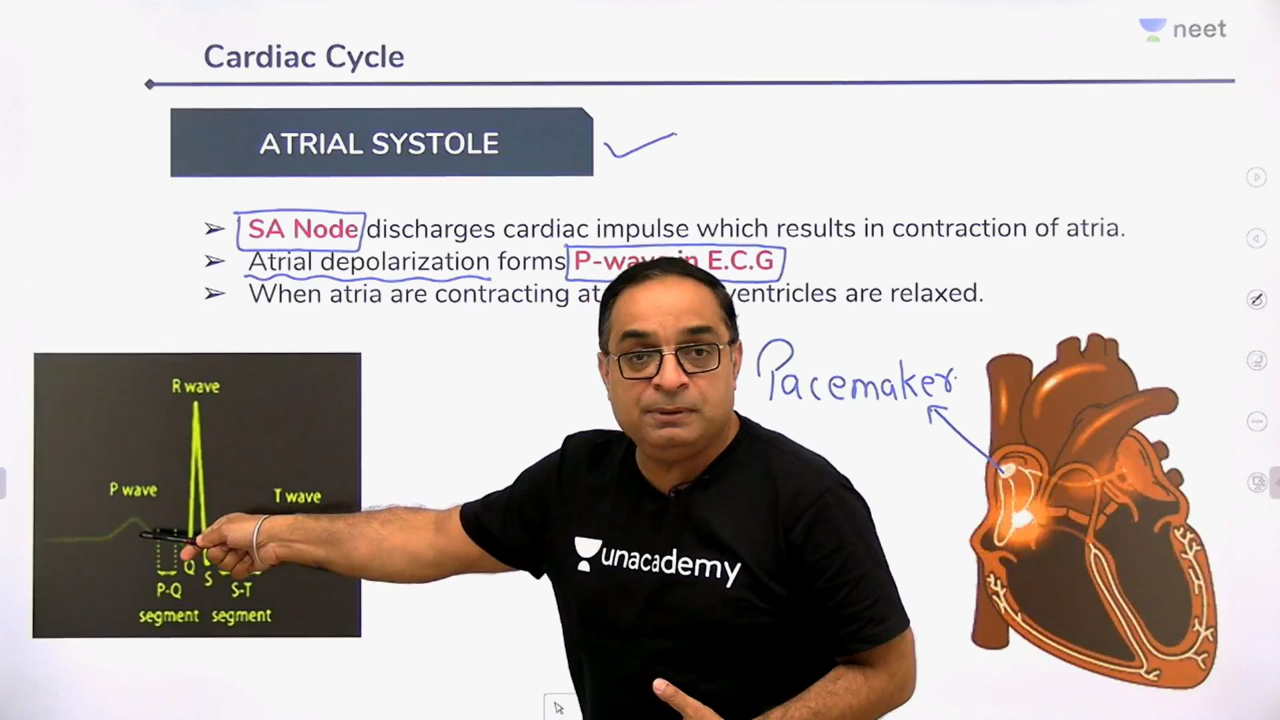 neet
Cardiac Cycle
ATRIAL SYSTOLE
➢ SA Node discharges cardiac impulse which results in contraction of atria.
➢ Atrial depolarization forms P-wave in E.C.G
➢ When atria are contracting at ventricles are relaxed.
R wave
Pacemaker
P wave
T wave
Q
S
P-Q
S-T
segment
segment
unacademy